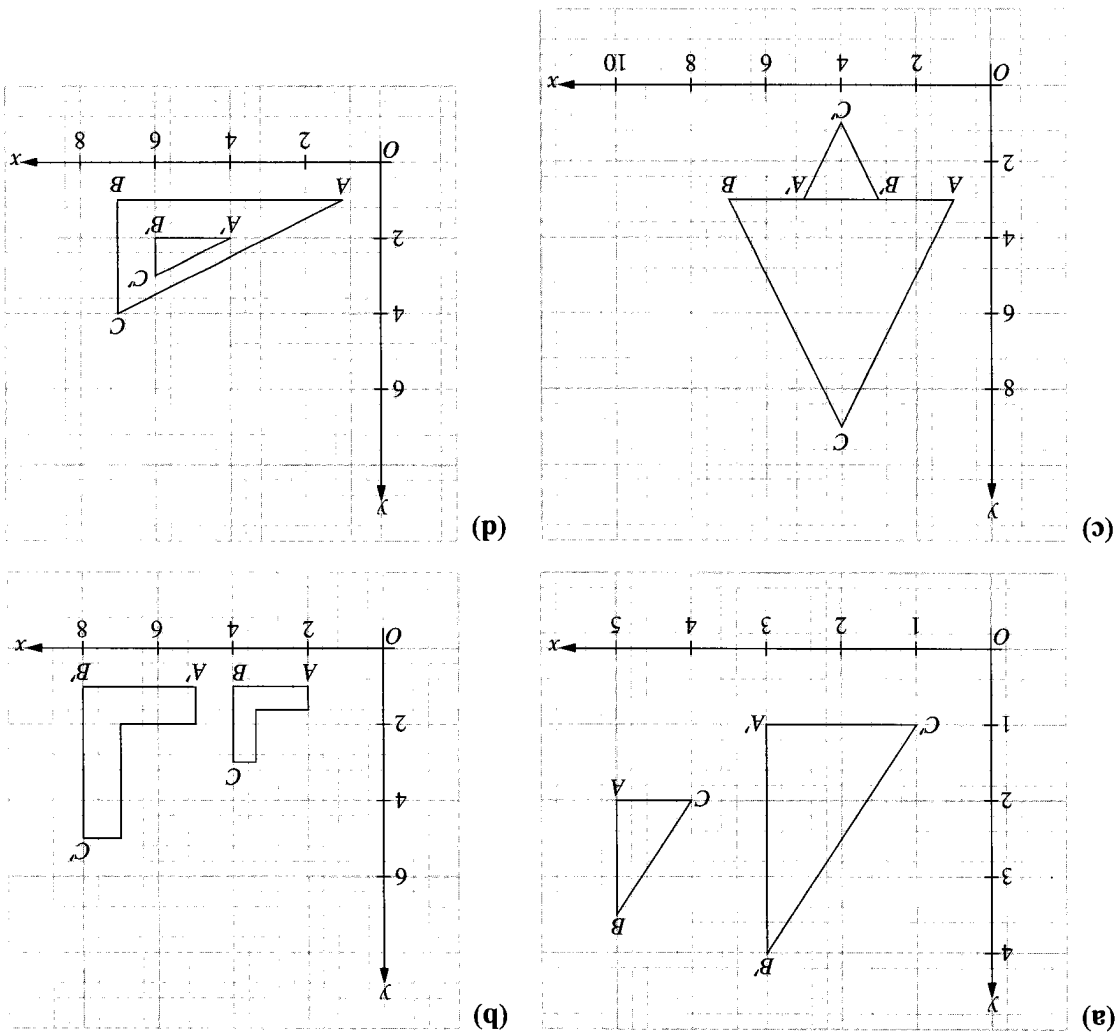 (a)
y
4
B'
B
3
2
C A
1
C' A'
O 1 2 3 4 5 x
(b)
y
6
C'
4
C
2
A B A' B'
O 2 4 6 8 x
(c)
y
C
8
6
4
A B' A' B
2
C'
O 2 4 6 8 10 x
(d)
y
6
4 C
C'
2 A' B'
A B
O 2 4 6 8 x